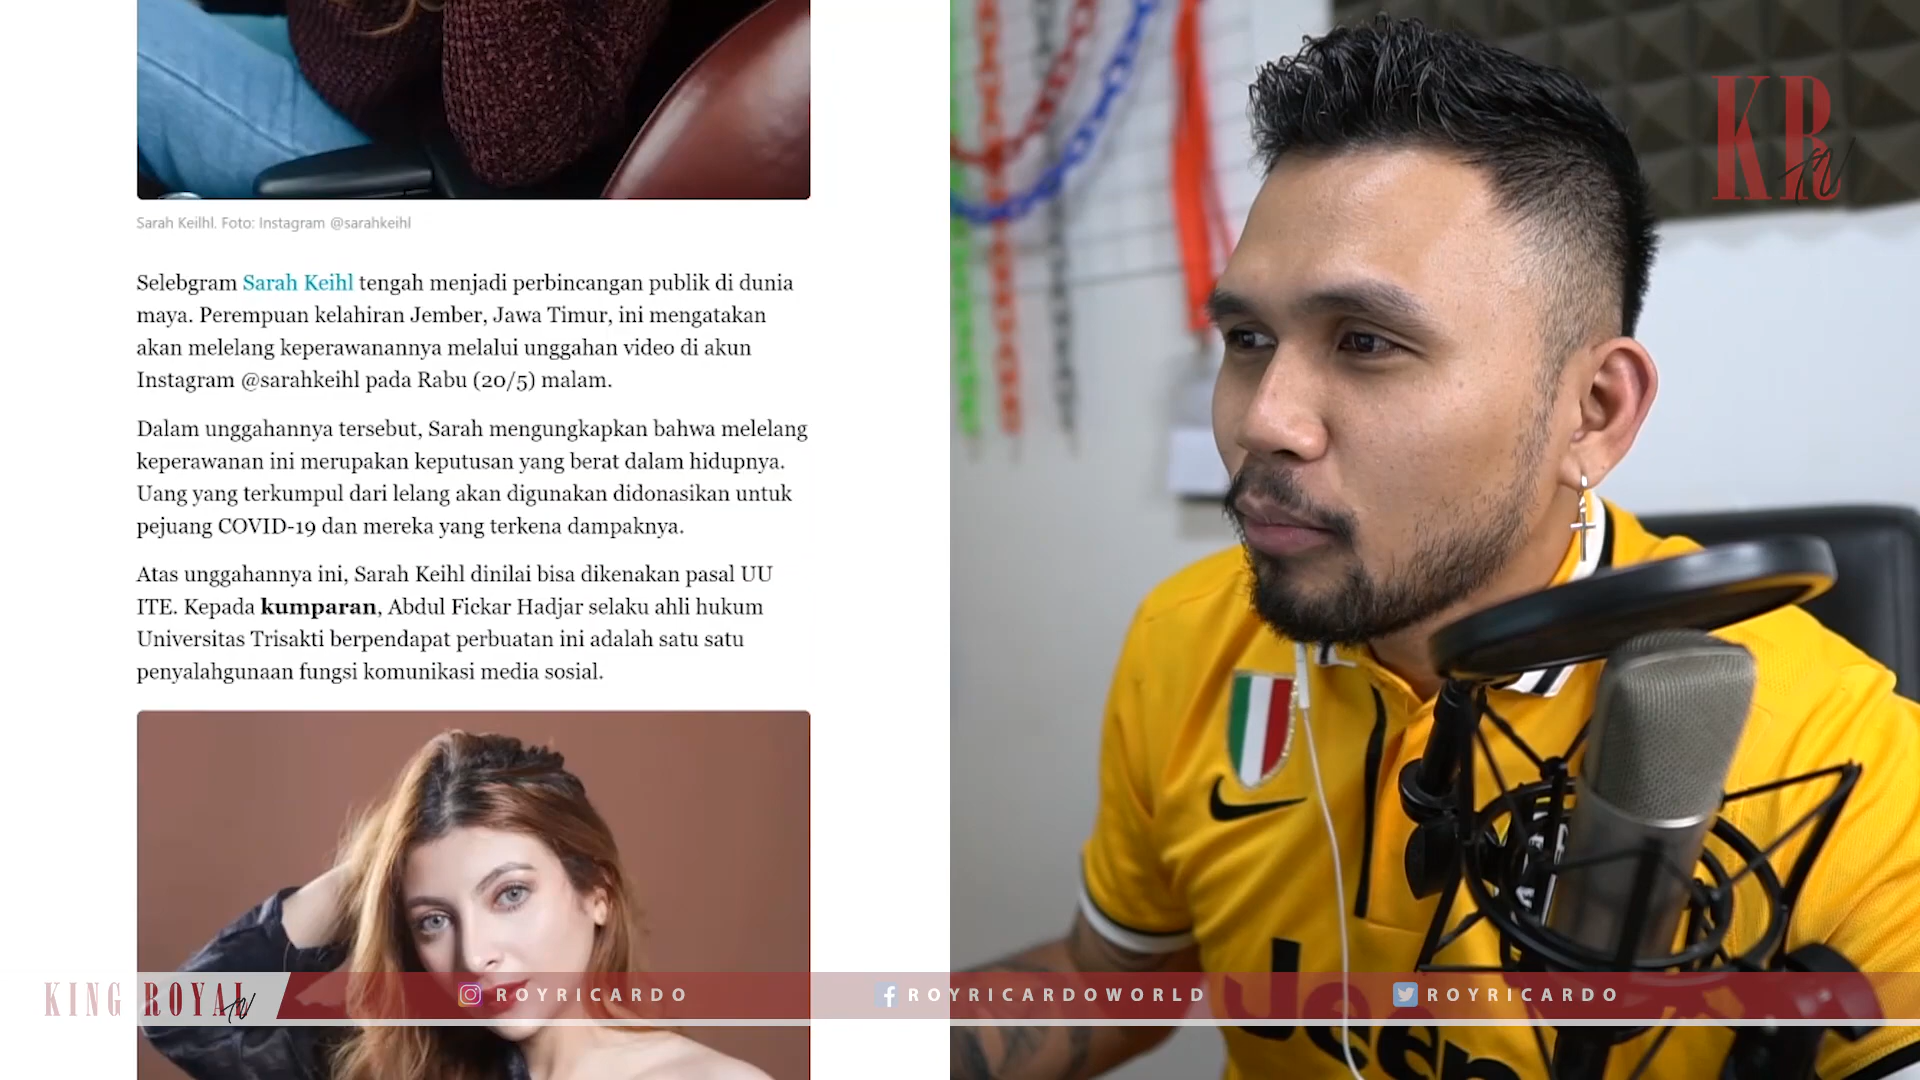 Sarah Keilhl. Foto: Instagram @sarahkeihl
Selebgram Sarah Keihl tengah menjadi perbincangan publik di dunia
maya. Perempuan kelahiran Jember, Jawa Timur, ini mengatakan
akan melelang keperawanannya melalui unggahan video di akun
Instagram @sarahkeihl pada Rabu (20/5) malam.
Dalam unggahannya tersebut, Sarah mengungkapkan bahwa melelang
keperawanan ini merupakan keputusan yang berat dalam hidupnya.
Uang yang terkumpul dari lelang akan digunakan didonasikan untuk
pejuang COVID-19 dan mereka yang terkena dampaknya.
Atas unggahannya ini, Sarah Keihl dinilai bisa dikenakan pasal UU
ITE. Kepada kumparan, Abdul Fickar Hadjar selaku ahli hukum
Universitas Trisakti berpendapat perbuatan ini adalah satu satu
penyalahgunaan fungsi komunikasi media sosial.
KR TV
Jeep
KING ROYAL TV
ROYRICARDO
ROYRICARDOWORLD
ROYRICARDO